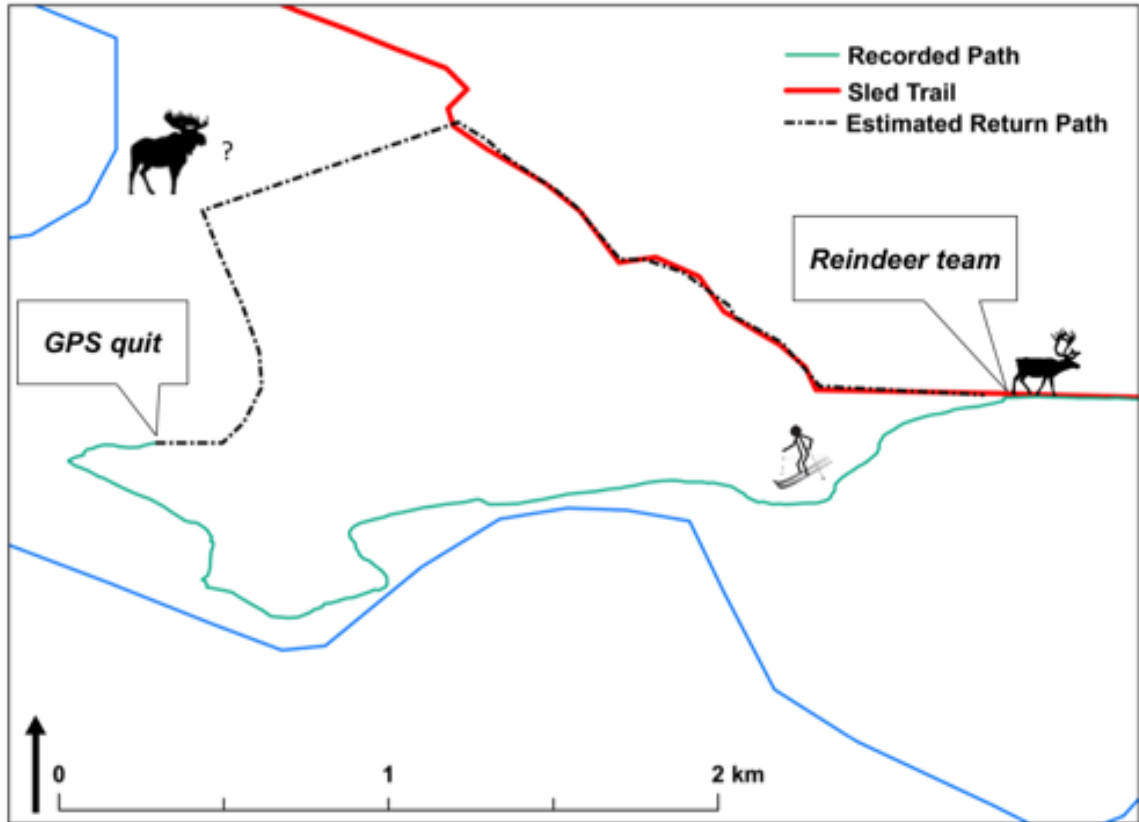 Recorded Path
Sled Trail
Estimated Return Path
?
Reindeer team
GPS quit
0 1 2 km